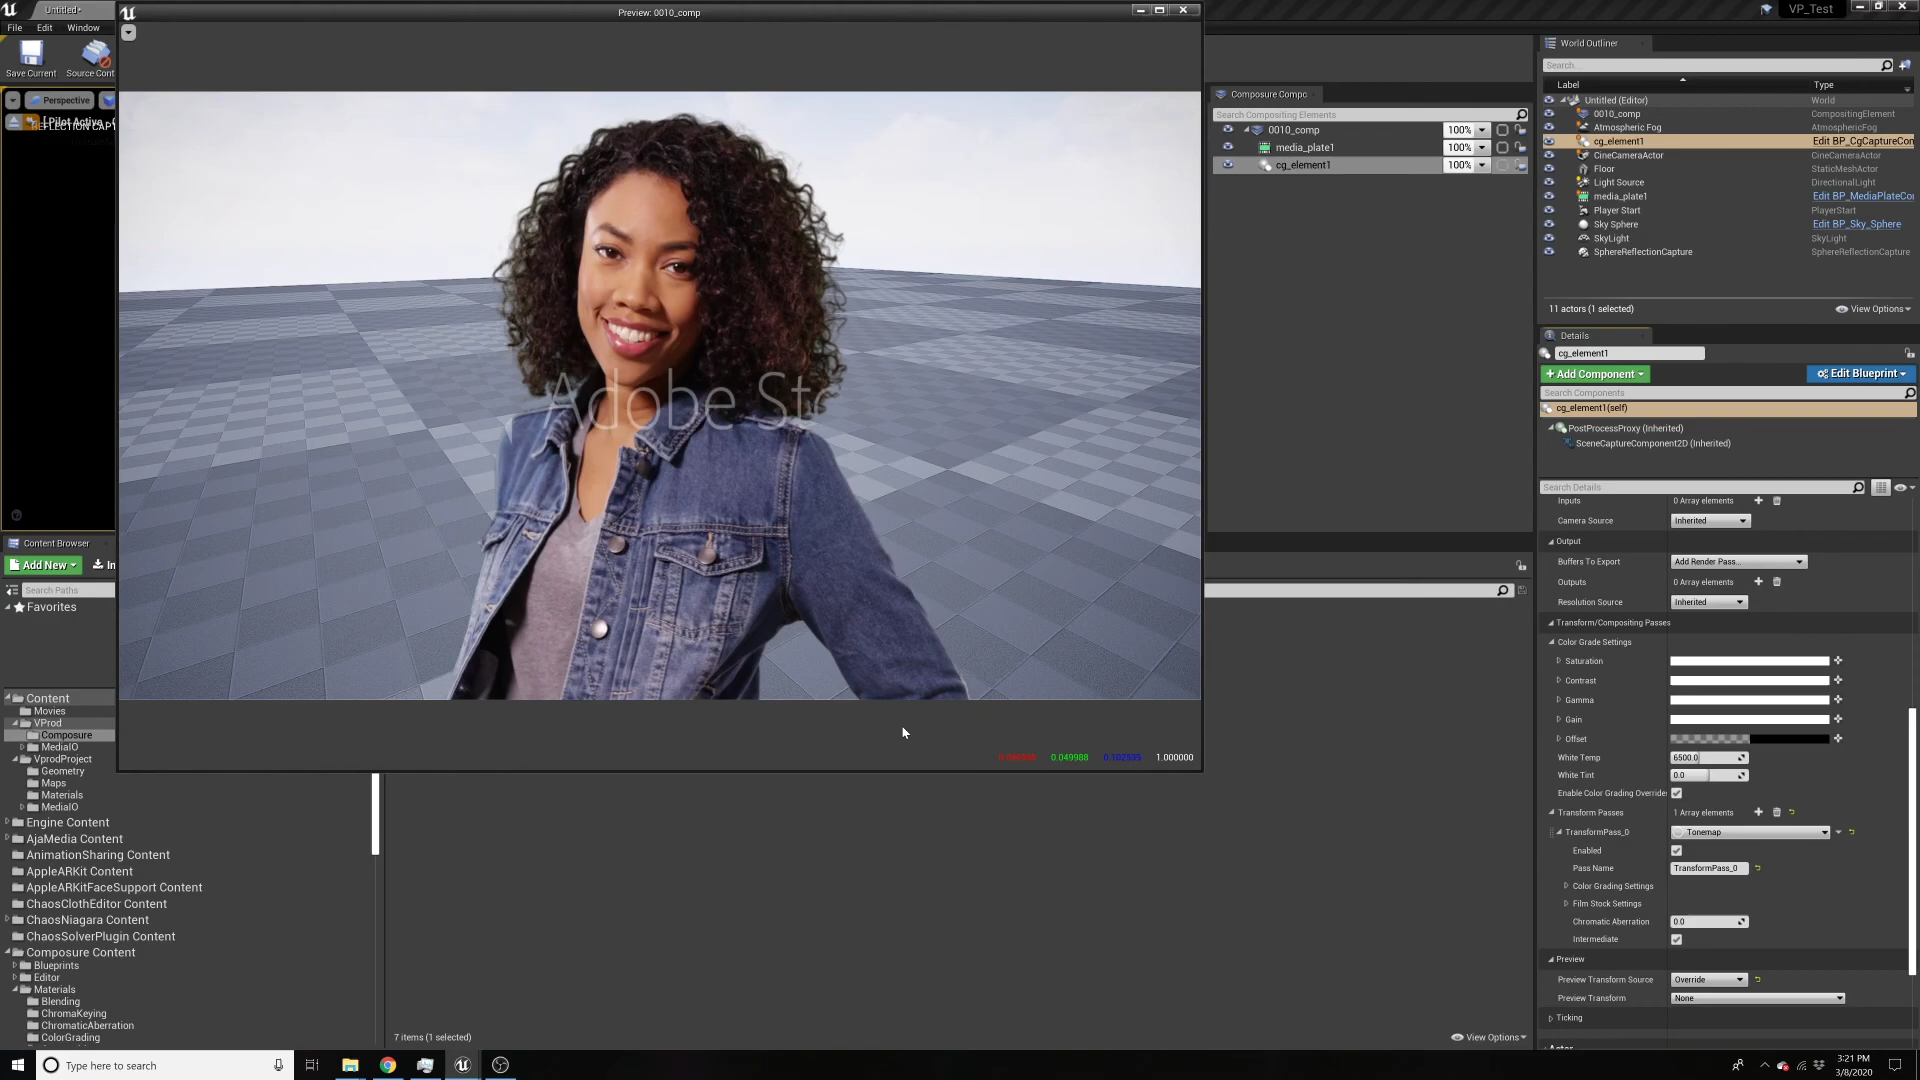 Untitled•
Preview: 0010_comp
VP_Test
File Edit Window
Save Current Source Cont
Perspective
[ Pilot Active
REFLECTION CAPT
Adobe Sto
0.049988 1.000000
Content Browser
Add New
Search Paths
Favorites
Content
Movies
VProd
Composure
MediaIO
VprodProject
Geometry
Maps
Materials
MediaIO
Engine Content
AjaMedia Content
AnimationSharing Content
AppleARKit Content
AppleARKitFaceSupport Content
ChaosClothEditor Content
ChaosNiagara Content
ChaosSolverPlugin Content
Composure Content
Blueprints
Editor
Materials
Blending
ChromaKeying
ChromaticAberration
ColorGrading
7 items (1 selected)
View Options
Composure Compc
Search Compositing Elements
0010_comp 100%
media_plate1 100%
cg_element1 100%
World Outliner
Search...
Label Type
Untitled (Editor) World
0010_comp CompositingElement
Atmospheric Fog AtmosphericFog
cg_element1 Edit BP_CgCaptureCon
CineCameraActor CineCameraActor
Floor StaticMeshActor
Light Source DirectionalLight
media_plate1 Edit BP_MediaPlateCo
Player Start PlayerStart
Sky Sphere Edit BP_Sky_Sphere
SkyLight SkyLight
SphereReflectionCapture SphereReflectionCapture
11 actors (1 selected)
View Options
Details
cg_element1
+ Add Component
Edit Blueprint
Search Components
cg_element1(self)
PostProcessProxy (Inherited)
SceneCaptureComponent2D (Inherited)
Search Details
Inputs 0 Array elements
Camera Source Inherited
Output
Buffers To Export Add Render Pass...
Outputs 0 Array elements
Resolution Source Inherited
Transform/Compositing Passes
Color Grade Settings
Saturation
Contrast
Gamma
Gain
Offset
White Temp 6500.0
White Tint 0.0
Enable Color Grading Override
Transform Passes 1 Array elements
TransformPass_0 Tonemap
Enabled
Pass Name TransformPass_0
Color Grading Settings
Film Stock Settings
Chromatic Aberration 0.0
Intermediate
Preview
Preview Transform Source Override
Preview Transform None
Ticking
Type here to search
3:21 PM
3/8/2020